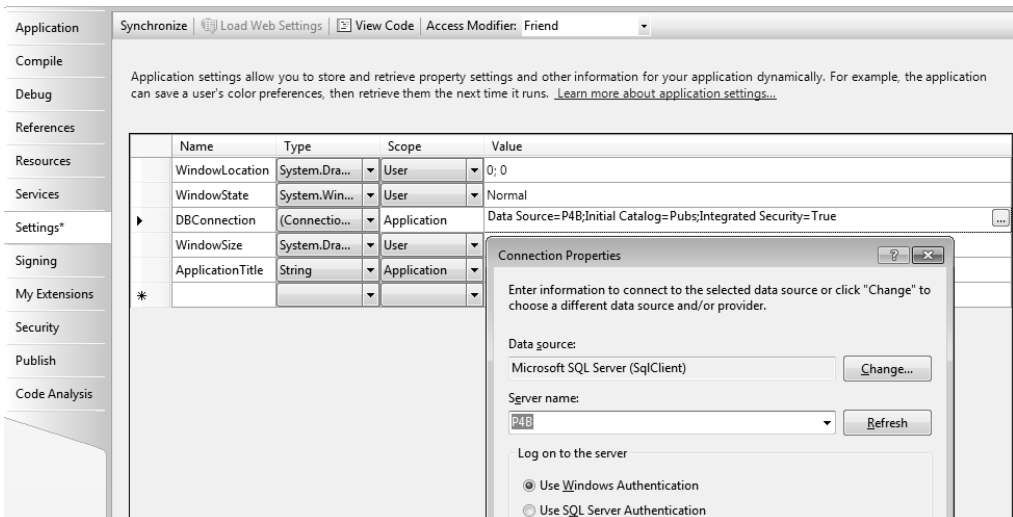 Application
Synchronize Load Web Settings View Code Access Modifier: Friend
Compile
Debug
References
Resources
Services
Settings*
Signing
My Extensions
Security
Publish
Code Analysis
Application settings allow you to store and retrieve property settings and other information for your application dynamically. For example, the application
can save a user's color preferences, then retrieve them the next time it runs. Learn more about application settings...
Name Type Scope Value
WindowLocation System.Dra... User 0; 0
WindowState System.Win... User Normal
DBConnection (Connectio... Application Data Source=P4B;Initial Catalog=Pubs;Integrated Security=True ...
WindowSize System.Dra... User
ApplicationTitle String Application
Connection Properties
Enter information to connect to the selected data source or click "Change" to
choose a different data source and/or provider.
Data source:
Microsoft SQL Server (SqlClient) Change...
Server name:
P4B Refresh
Log on to the server
Use Windows Authentication
Use SQL Server Authentication